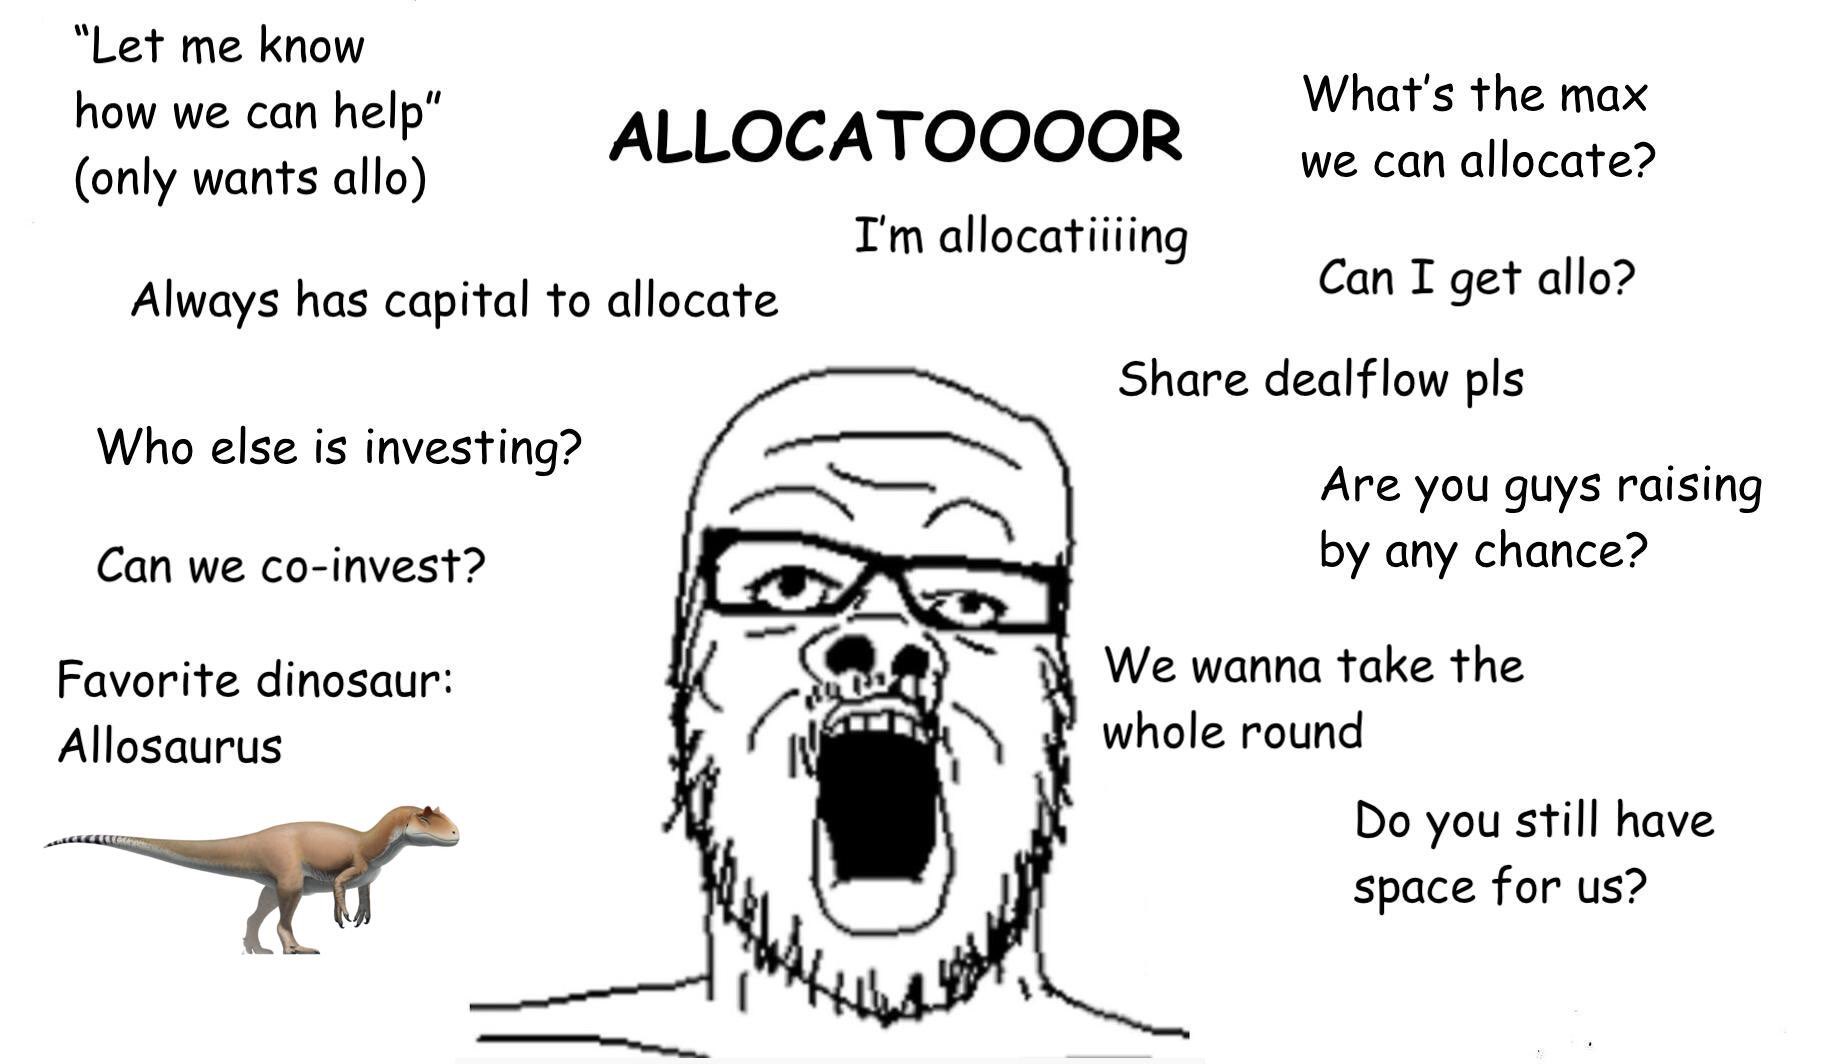 “Let me know
how we can help”
(only wants allo)
ALLOCATOOOOR
What’s the max
we can allocate?
I’m allocatiiiing
Can I get allo?
Always has capital to allocate
Share dealflow pls
Who else is investing?
Are you guys raising
by any chance?
Can we co-invest?
Favorite dinosaur:
Allosaurus
We wanna take the
whole round
Do you still have
space for us?